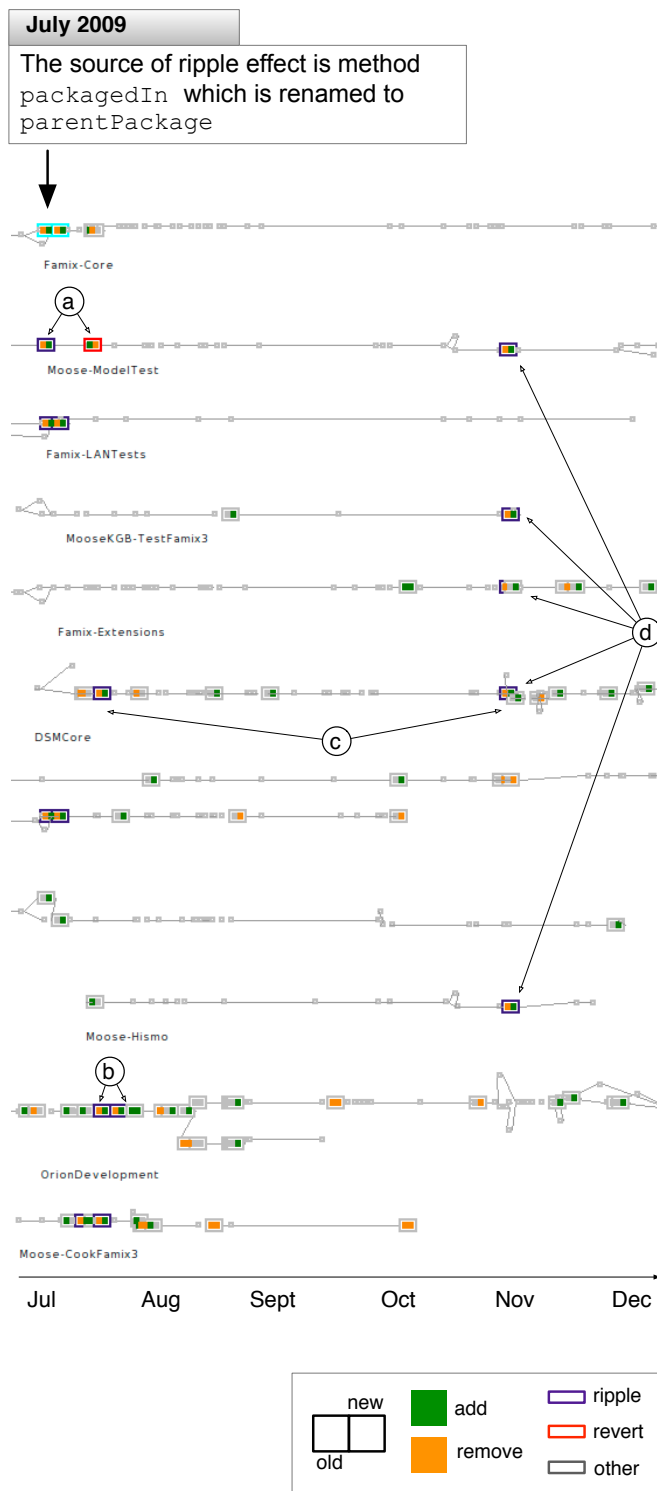 July 2009
The source of ripple effect is method
packagedIn which is renamed to
parentPackage
Famix-Core
a
Moose-ModelTest
Famix-LANTests
MooseKGB-TestFamix3
Famix-Extensions
d
c
DSMCore
Moose-Hismo
b
OrionDevelopment
Moose-CookFamix3
Jul Aug Sept Oct Nov Dec
new
old
add
remove
ripple
revert
other